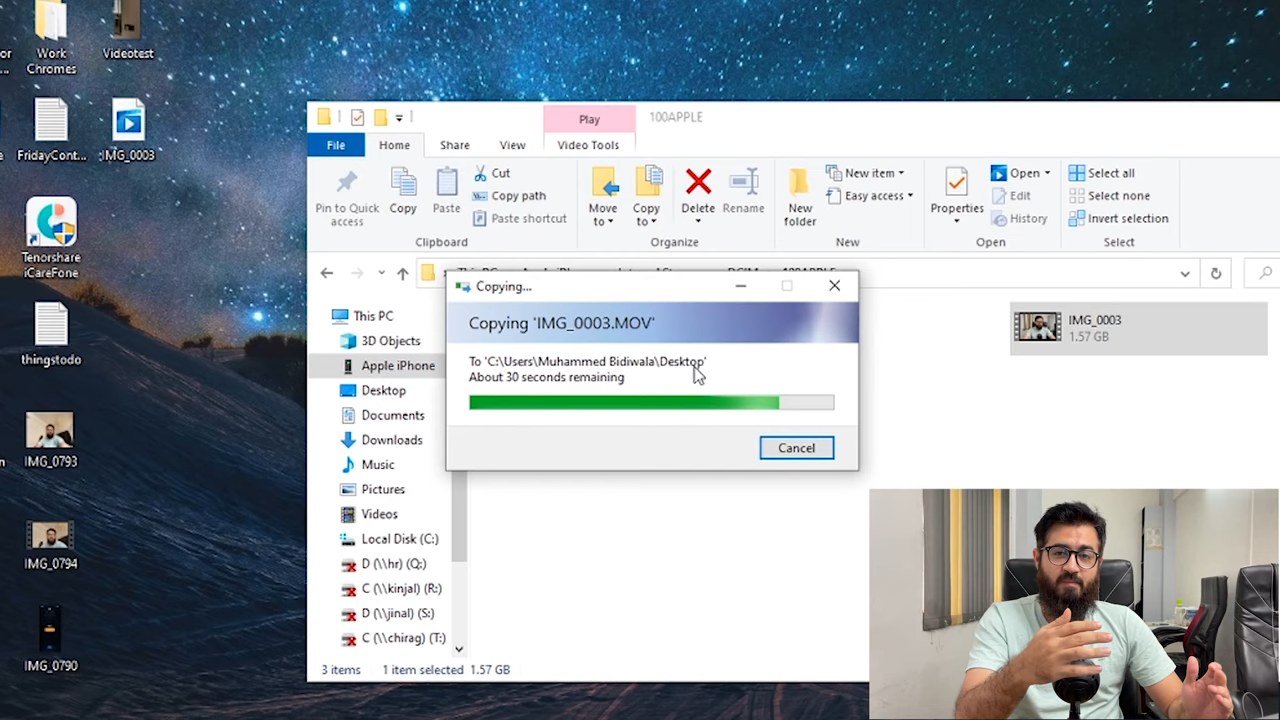 Work
Chromes
Videotest
or
...
FridayCont...
IMG_0003
Tenorshare
iCareFone
thingstodo
IMG_0793
IMG_0794
IMG_0790
Play
100APPLE
File
Home
Share
View
Video Tools
Pin to Quick
access
Copy
Paste
Cut
Copy path
Paste shortcut
Clipboard
Move
to
Copy
to
Delete
Rename
Organize
New
folder
New item
Easy access
New
Properties
Open
Edit
History
Open
Select all
Select none
Invert selection
Select
This PC
3D Objects
Apple iPhone
Desktop
Documents
Downloads
Music
Pictures
Videos
Local Disk (C:)
D (\\hr) (Q:)
C (\\kinjal) (R:)
D (\\jinal) (S:)
C (\\chirag) (T:)
Copying...
Copying 'IMG_0003.MOV'
To 'C:\Users\Muhammed Bidiwala\Desktop'
About 30 seconds remaining
Cancel
IMG_0003
1.57 GB
3 items
1 item selected 1.57 GB